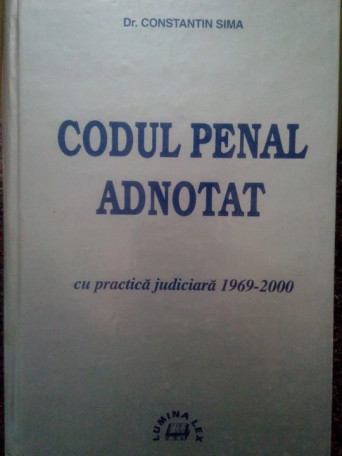 Dr. CONSTANTIN SIMA
CODUL PENAL
ADNOTAT
cu practică judiciară 1969-2000
LUMINA LEX